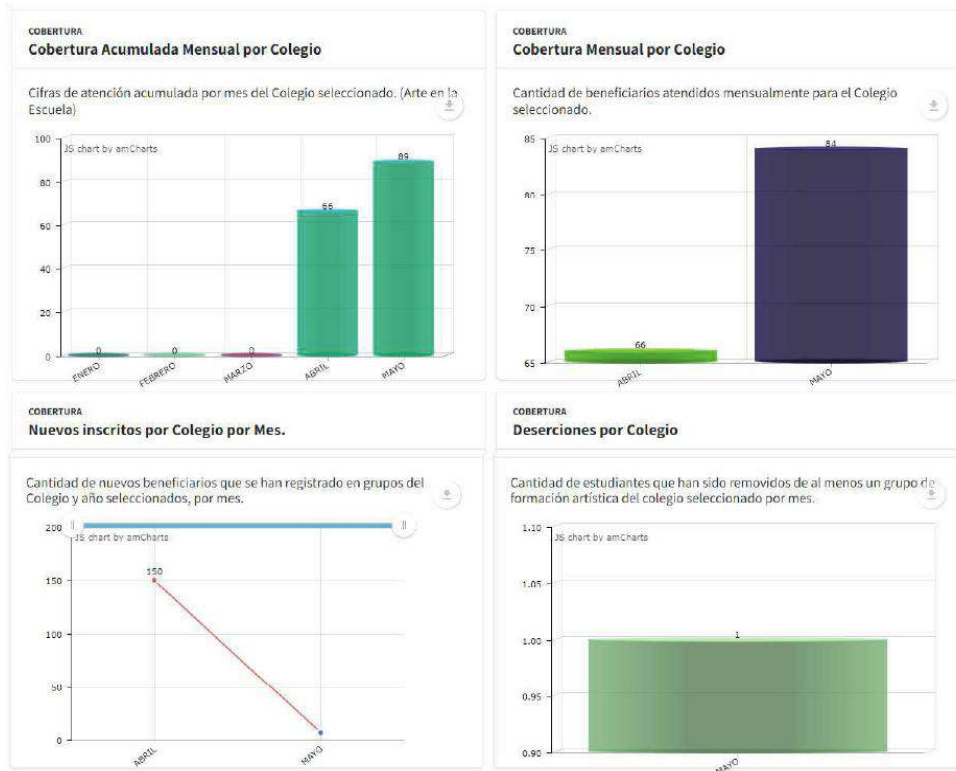 COBERTURA
Cobertura Acumulada Mensual por Colegio
Cifras de atención acumulada por mes del Colegio seleccionado. (Arte en la
Escuela)
JS chart by amCharts
100
80
60
40
20
0
0
0
0
66
89
ENERO
FEBRERO
MARZO
ABRIL
MAYO
COBERTURA
Cobertura Mensual por Colegio
Cantidad de beneficiarios atendidos mensualmente para el Colegio
seleccionado.
JS chart by amCharts
85
80
75
70
65
66
84
ABRIL
MAYO
COBERTURA
Nuevos inscritos por Colegio por Mes.
Cantidad de nuevos beneficiarios que se han registrado en grupos del
Colegio y año seleccionados, por mes.
JS chart by amCharts
200
150
100
50
0
150
ABRIL
MAYO
COBERTURA
Deserciones por Colegio
Cantidad de estudiantes que han sido removidos de al menos un grupo de
formación artística del colegio seleccionado por mes.
JS chart by amCharts
1.10
1.05
1.00
0.95
0.90
1
MAYO